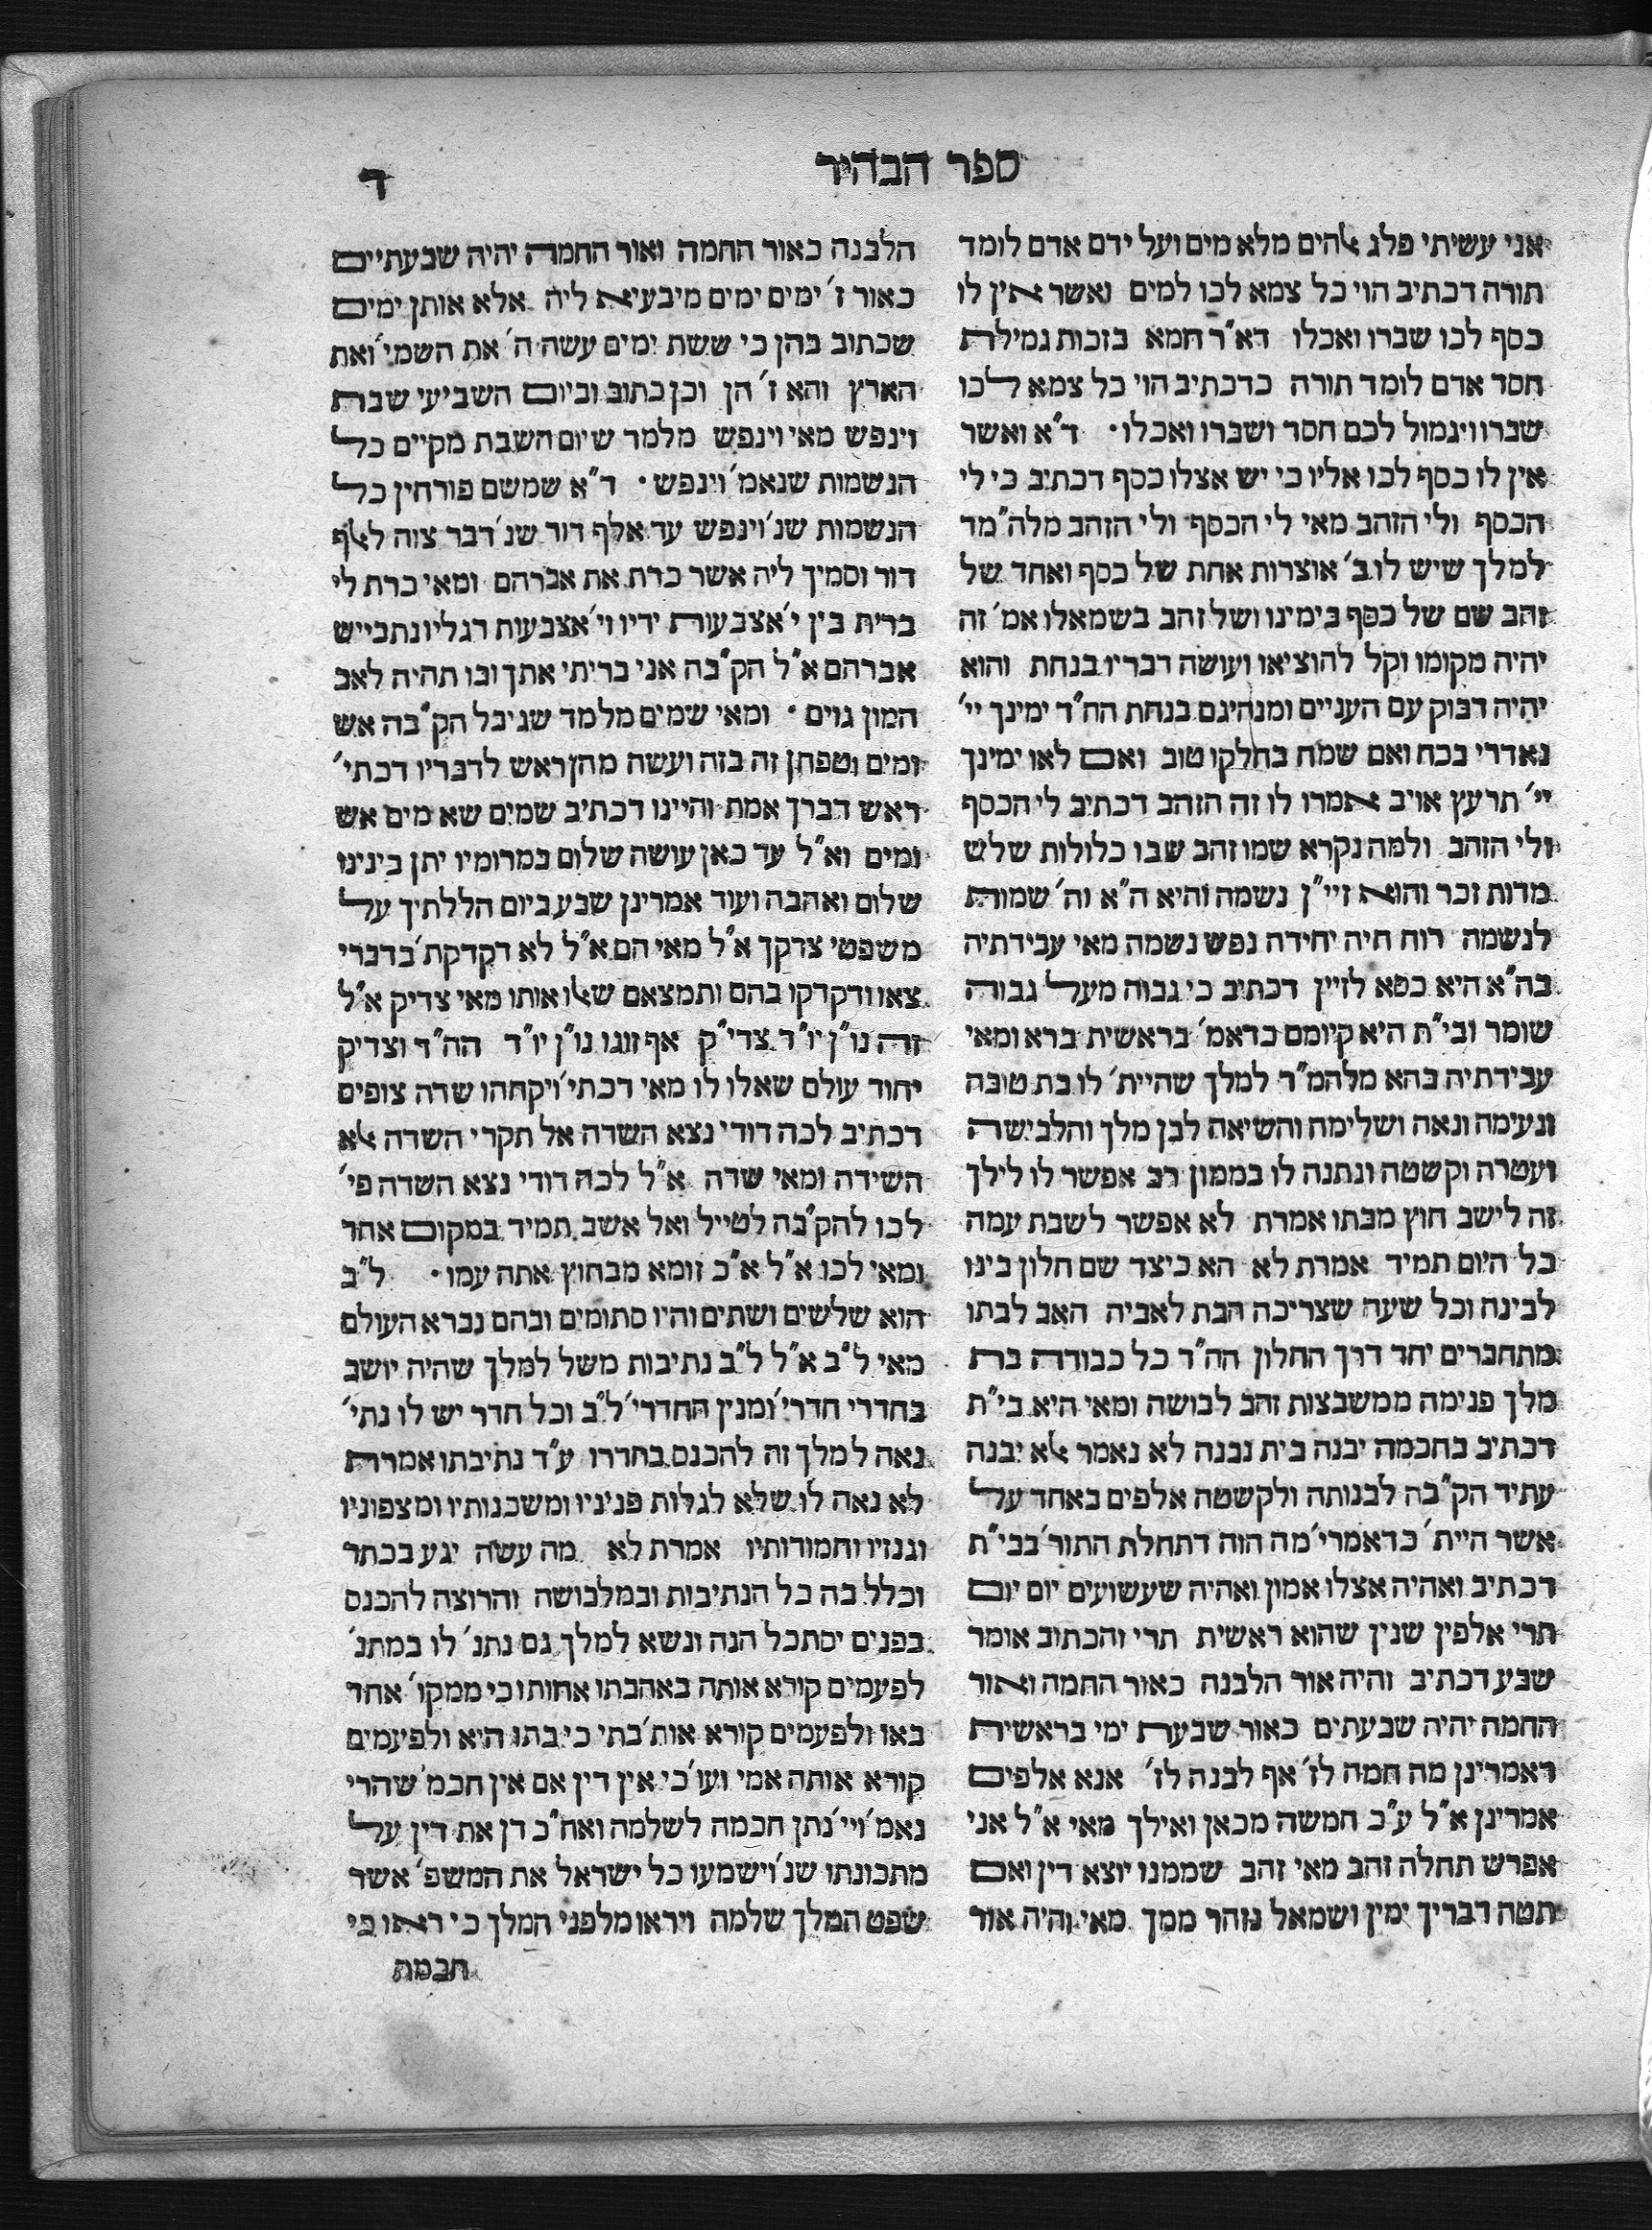 ספר הבהיר
ד
אני עשיתי פלג אלהים מלא מים ועל ידם אדם לומד
תורה דכתיב הוי כל צמא לכו למים ואשר אין לו
כסף לכו שברו ואכלו דא"ר חמא בזכות גמילת
חסד אדם לומד תורה כדכתיב הוי כל צמא לכו
שברו ויגמול לכם חסד ושברו ואכלו · ד"א ואשר
אין לו כסף לכו אליו כי יש אצלו כסף דכתיב כי לי
הכסף ולי הזהב מאי לי הכסף ולי הזהב מלה"מד
למלך שיש לו ב' אוצרות אחת של כסף ואחד של
זהב שם של כסף בימינו ושל זהב בשמאלו אמ' זה
יהיה מקומו וקל להוציאו ועושה דבריו בנחת והוא
יהיה דבוק עם העניים ומנהיגם בנחת הה"ד ימינך יי'
נאדרי בכח ואם שמח בחלקו טוב ואם לאו ימינך
יי' תרעץ אויב אמרו לו זה הזהב דכתיב לי הכסף
ולי הזהב ולמה נקרא שמו זהב שבו כלולות שלש
מדות זכר והוא זיי"ן נשמה והיא ה"א וה' שמות
לנשמה רוח חיה יחידה נפש נשמה מאי עבידתיה
בה"א היא כסא לזיין דכתיב כי גבוה מעל גבוה
שומר ובי"ת היא קיומם כדאמ' בראשית ברא ומאי
עבידתיה בהא מלהמ"ד למלך שהיית' לו בת טובה
ונעימה ונאה ושלימה והשיאה לבן מלך והלבישה
ועטרה וקשטה ונתנה לו בממון רב אפשר לו לילך
זה לישב חוץ מבתו אמרת לא אפשר לשבת עמה
כל היום תמיד אמרת לא הא כיצד שם חלון בינו
לבינה וכל שעה שצריכה הבת לאביה האב לבתו
מתחברים יחד דרך החלון הה"ד כל כבודה בת
מלך פנימה ממשבצות זהב לבושה ומאי היא בי"ת
דכתיב בחכמה יבנה בית נבנה לא נאמר אלא יבנה
עתיד הק"בה לבנותה ולקשטה אלפים באחד על
אשר היית' כדאמרי' מה הוה דתחלת התור' בבי"ת
דכתיב ואהיה אצלו אמון ואהיה שעשועים יום יום
תרי אלפין שנין שהוא ראשית תרי והכתוב אומר
שבע דכתיב והיה אור הלבנה כאור החמה ואור
החמה יהיה שבעתים כאור שבעת ימי בראשית
דאמרינן מה חמה לז' אף לבנה לז' אנא אלפים
אמרינן א"ל ע"כ חמשה מכאן ואילך מאי א"ל אני
אפרש תחלה זהב מאי זהב שממנו יוצא דין ואם
תטה דבריך ימין ושמאל נזהר ממך מאי והיה אור
הלבנה כאור החמה ואור החמה יהיה שבעתיים
כאור ז' ימים ימים מיבעיא ליה אלא אותן ימים
שכתוב בהן כי ששת ימים עשה ה' את השמי' ואת
הארץ והא ז' הן וכן כתוב וביום השביעי שבת
וינפש מאי וינפש מלמד שיום השבת מקיים כל
הנשמות שנאמ' וינפש · ד"א שמשם פורחין כל
הנשמות שנ' וינפש עד אלף דור שנ' דבר צוה לאלף
דור וסמיך ליה אשר כרת את אברהם ומאי כרת לי
ברית בין י' אצבעות ידיו וי' אצבעות רגליו נתבייש
אברהם א"ל הק"בה אני בריתי אתך ובו תהיה לאב
המון גוים · ומאי שמים מלמד שגיבל הק"בה אש
ומים וטפחן זה בזה ועשה מהן ראש לדבריו דכתי'
ראש דברך אמת והיינו דכתיב שמים שא מים אש
ומים וא"ל עד כאן עושה שלום במרומיו יתן בינינו
שלום ואהבה ועוד אמרינן שבע ביום הללתיך על
משפטי צדקך א"ל מאי הם א"ל לא דקדקת' בדברי
צאו ודקדקו בהם ותמצאם שאלו אותו מאי צדיק א"ל
זה נו"ן יו"ד צדי"ק אף זוגו נו"ן יו"ד הה"ד וצדיק
יחוד עולם שאלו לו מאי דכתי' ויקחהו שדה צופים
דכתיב לכה דודי נצא השדה אל תקרי השדה אלא
השידה ומאי שדה א"ל לכה דודי נצא השדה פי'
לבו להק"בה לטייל ואל אשב תמיד במקום אחד
ומאי לבו א"ל א"כ זומא מבחוץ אתה עמו · ל"ב
הוא שלשים ושתים והיו סתומים ובהם נברא העולם
מאי ל"ב א"ל ל"ב נתיבות משל למלך שהיה יושב
בחדרי חדרי' ומנין החדרי' ל"ב וכל חדר יש לו נתי'
נאה למלך זה להכנס בחדרו ע"ד נתיבתו אמרת
לא נאה לו שלא לגלות פניניו ומשכנותיו ומצפוניו
וגנזיו וחמודותיו אמרת לא מה עשה יגע בכתר
וכלל בה כל הנתיבות ובמלבושה והרוצה להכנס
בפנים יסתכל הנה ונשא למלך גם נתנ' לו במתנ'
לפעמים קורא אותה באהבתו אחותו כי ממקו' אחד
באו ולפעמים קורא אות' בתי כי בתו היא ולפעמים
קורא אותה אמי ועו' כי אין דין אם אין חכמ' שהרי
נאמ' ויי' נתן חכמה לשלמה ואח"כ דן את דין על
מתכונתו שנ' וישמעו כל ישראל את המשפ' אשר
שפט המלך שלמה ויראו מלפני המלך כי ראו כי
חכמת